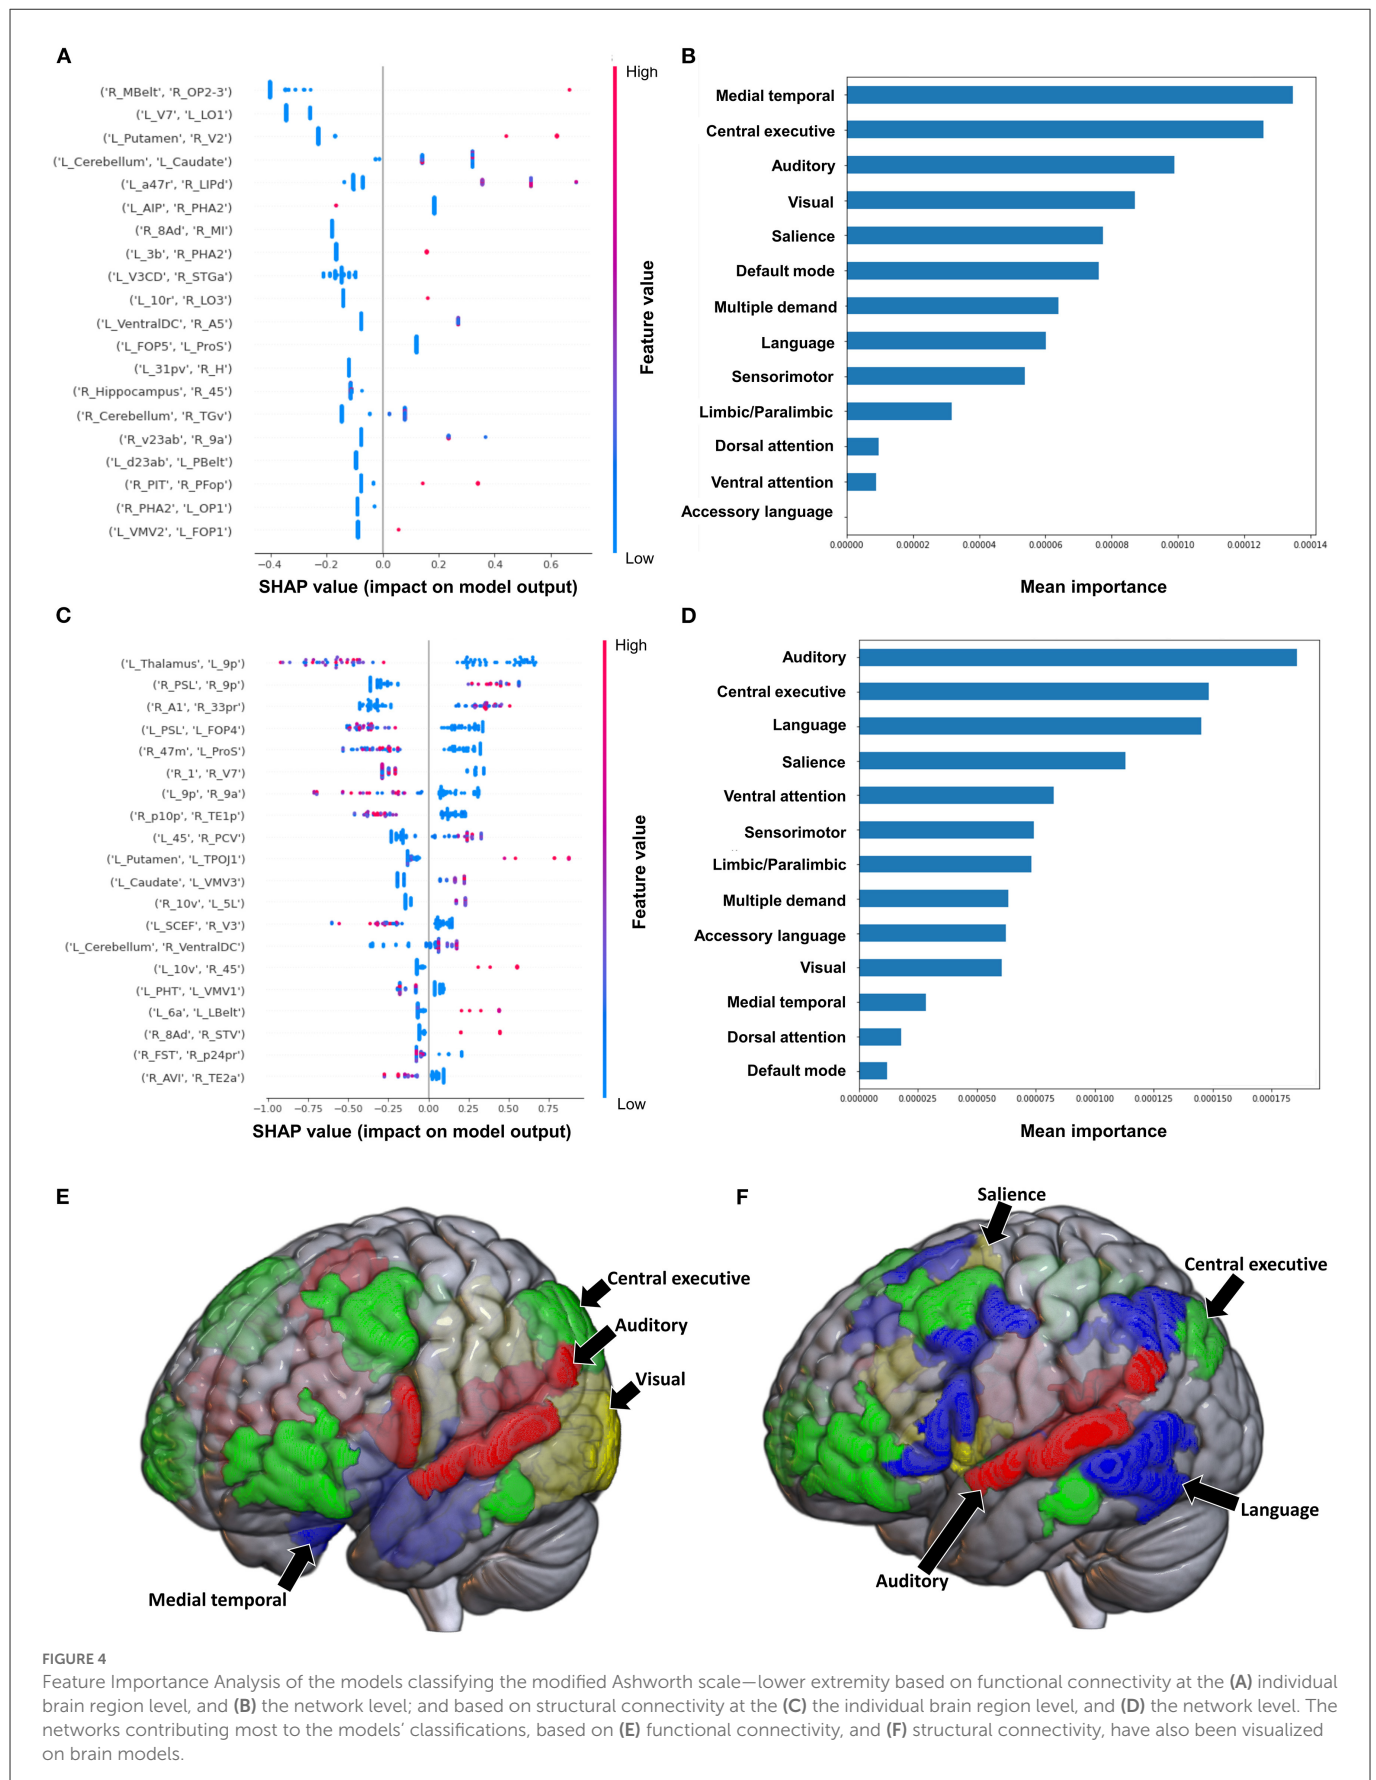 A
High
('R_MBelt', 'R_OP2-3')
('L_V7', 'L_LO1')
('L_Putamen', 'R_V2')
('L_Cerebellum', 'L_Caudate')
('L_a47r', 'R_LIPd')
('L_AIP', 'R_PHA2')
('R_8Ad', 'R_MI')
('L_3b', 'R_PHA2')
('L_V3CD', 'R_STGa')
('L_10r', 'R_LO3')
('L_VentralDC', 'R_A5')
('L_FOP5', 'L_ProS')
('L_31pv', 'R_H')
('R_Hippocampus', 'R_45')
('R_Cerebellum', 'R_TGv')
('R_v23ab', 'R_9a')
('L_d23ab', 'L_PBelt')
('R_PIT', 'R_PFop')
('R_PHA2', 'L_OP1')
('L_VMV2', 'L_FOP1')
Feature value
Low
−0.4 −0.2 0.0 0.2 0.4 0.6
SHAP value (impact on model output)
B
Medial temporal
Central executive
Auditory
Visual
Salience
Default mode
Multiple demand
Language
Sensorimotor
Limbic/Paralimbic
Dorsal attention
Ventral attention
Accessory language
0.00000 0.00002 0.00004 0.00006 0.00008 0.00010 0.00012 0.00014
Mean importance
C
High
('L_Thalamus', 'L_9p')
('R_PSL', 'R_9p')
('R_A1', 'R_33pr')
('L_PSL', 'L_FOP4')
('R_47m', 'L_ProS')
('R_1', 'R_V7')
('L_9p', 'R_9a')
('R_p10p', 'R_TE1p')
('L_45', 'R_PCV')
('L_Putamen', 'L_TPOJ1')
('L_Caudate', 'L_VMV3')
('R_10v', 'L_5L')
('L_SCEF', 'R_V3')
('L_Cerebellum', 'R_VentralDC')
('L_10v', 'R_45')
('L_PHT', 'L_VMV1')
('L_6a', 'L_LBelt')
('R_8Ad', 'R_STV')
('R_FST', 'R_p24pr')
('R_AVI', 'R_TE2a')
Feature value
Low
−1.00 −0.75 −0.50 −0.25 0.00 0.25 0.50 0.75
SHAP value (impact on model output)
D
Auditory
Central executive
Language
Salience
Ventral attention
Sensorimotor
Limbic/Paralimbic
Multiple demand
Accessory language
Visual
Medial temporal
Dorsal attention
Default mode
0.000000 0.000025 0.000050 0.000075 0.000100 0.000125 0.000150 0.000175
Mean importance
E
Central executive
Auditory
Visual
Medial temporal
F
Salience
Central executive
Language
Auditory
FIGURE 4
Feature Importance Analysis of the models classifying the modified Ashworth scale—lower extremity based on functional connectivity at the (A) individual
brain region level, and (B) the network level; and based on structural connectivity at the (C) the individual brain region level, and (D) the network level. The
networks contributing most to the models' classifications, based on (E) functional connectivity, and (F) structural connectivity, have also been visualized
on brain models.